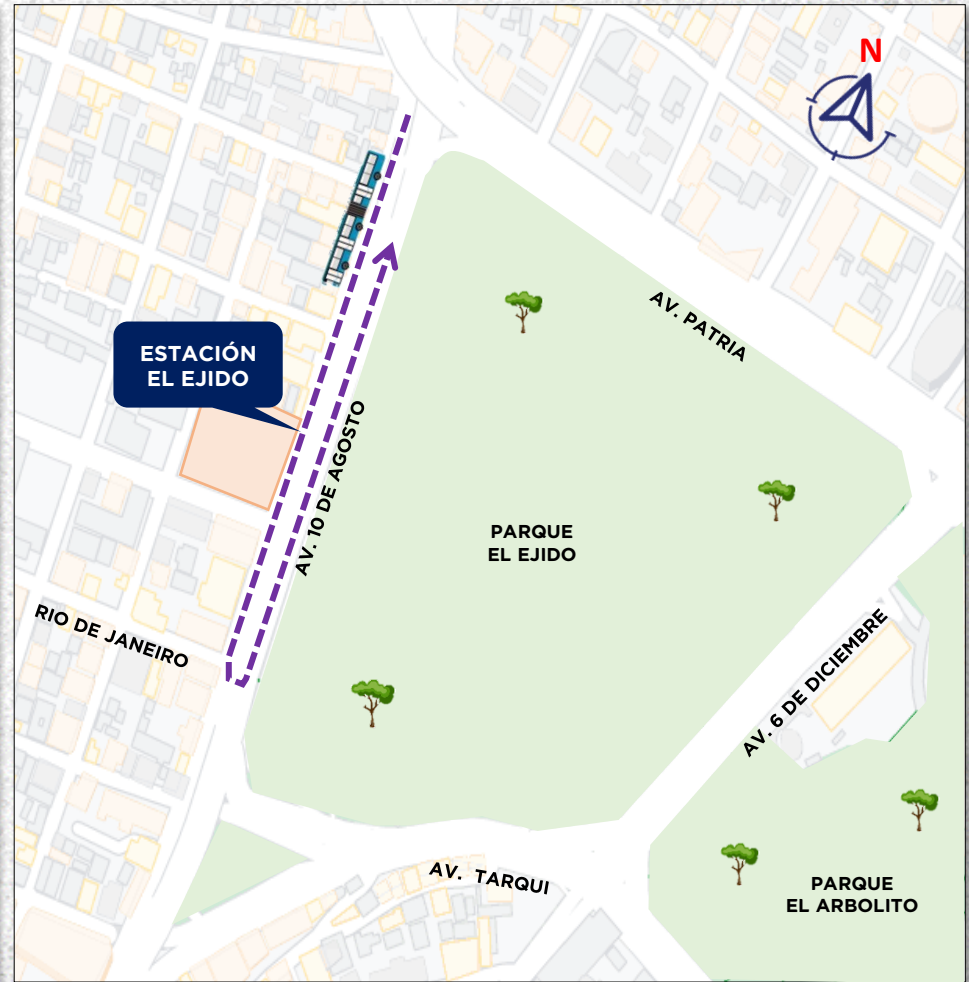 N
AV. PATRIA
ESTACIÓN
EL EJIDO
AV. 10 DE AGOSTO
PARQUE
EL EJIDO
RIO DE JANEIRO
AV. 6 DE DICIEMBRE
AV. TARQUI
PARQUE
EL ARBOLITO